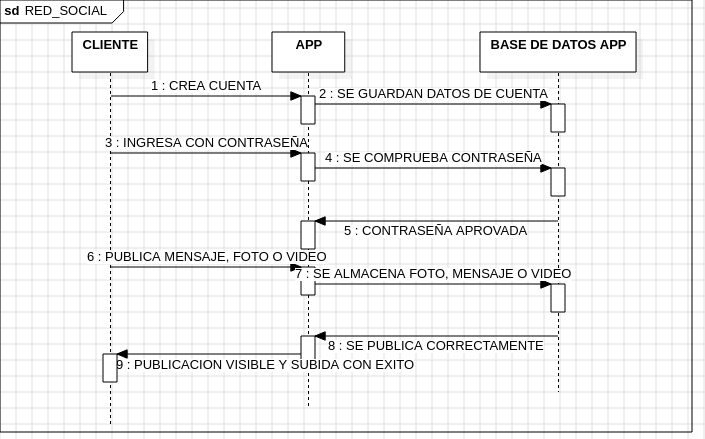 sd RED_SOCIAL
CLIENTE
APP
BASE DE DATOS APP
1 : CREA CUENTA
2 : SE GUARDAN DATOS DE CUENTA
3 : INGRESA CON CONTRASEÑA
4 : SE COMPRUEBA CONTRASEÑA
5 : CONTRASEÑA APROVADA
6 : PUBLICA MENSAJE, FOTO O VIDEO
7 : SE ALMACENA FOTO, MENSAJE O VIDEO
8 : SE PUBLICA CORRECTAMENTE
9 : PUBLICACION VISIBLE Y SUBIDA CON EXITO